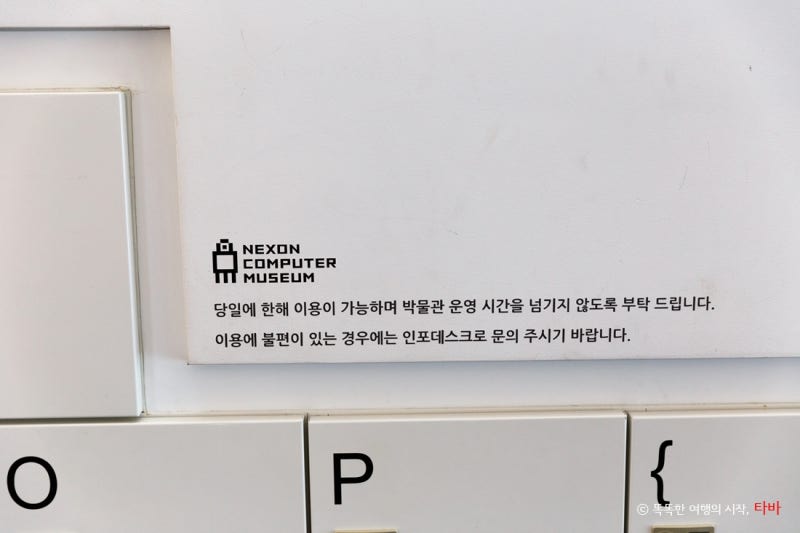 NEXON
COMPUTER
MUSEUM
당일에 한해 이용이 가능하며 박물관 운영 시간을 넘기지 않도록 부탁 드립니다.
이용에 불편이 있는 경우에는 인포데스크로 문의 주시기 바랍니다.
O P {
© 똑똑한 여행의 시작, 타바